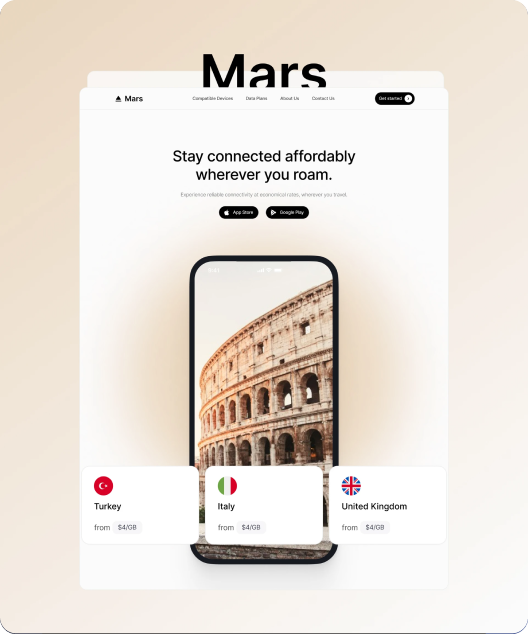 Mars
Mars
Compatible Devices Data Plans About Us Contact Us
Get started
Stay connected affordably
wherever you roam.
Experience reliable connectivity at economical rates, wherever you travel.
App Store Google Play
Turkey
from $4/GB
Italy
from $4/GB
United Kingdom
from $4/GB